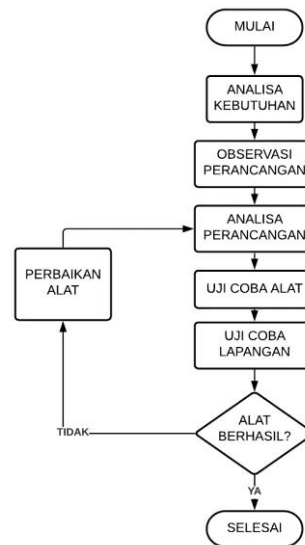 MULAI
ANALISA
KEBUTUHAN
OBSERVASI
PERANCANGAN
ANALISA
PERANCANGAN
PERBAIKAN
ALAT
UJI COBA ALAT
UJI COBA
LAPANGAN
ALAT
BERHASIL?
TIDAK
YA
SELESAI